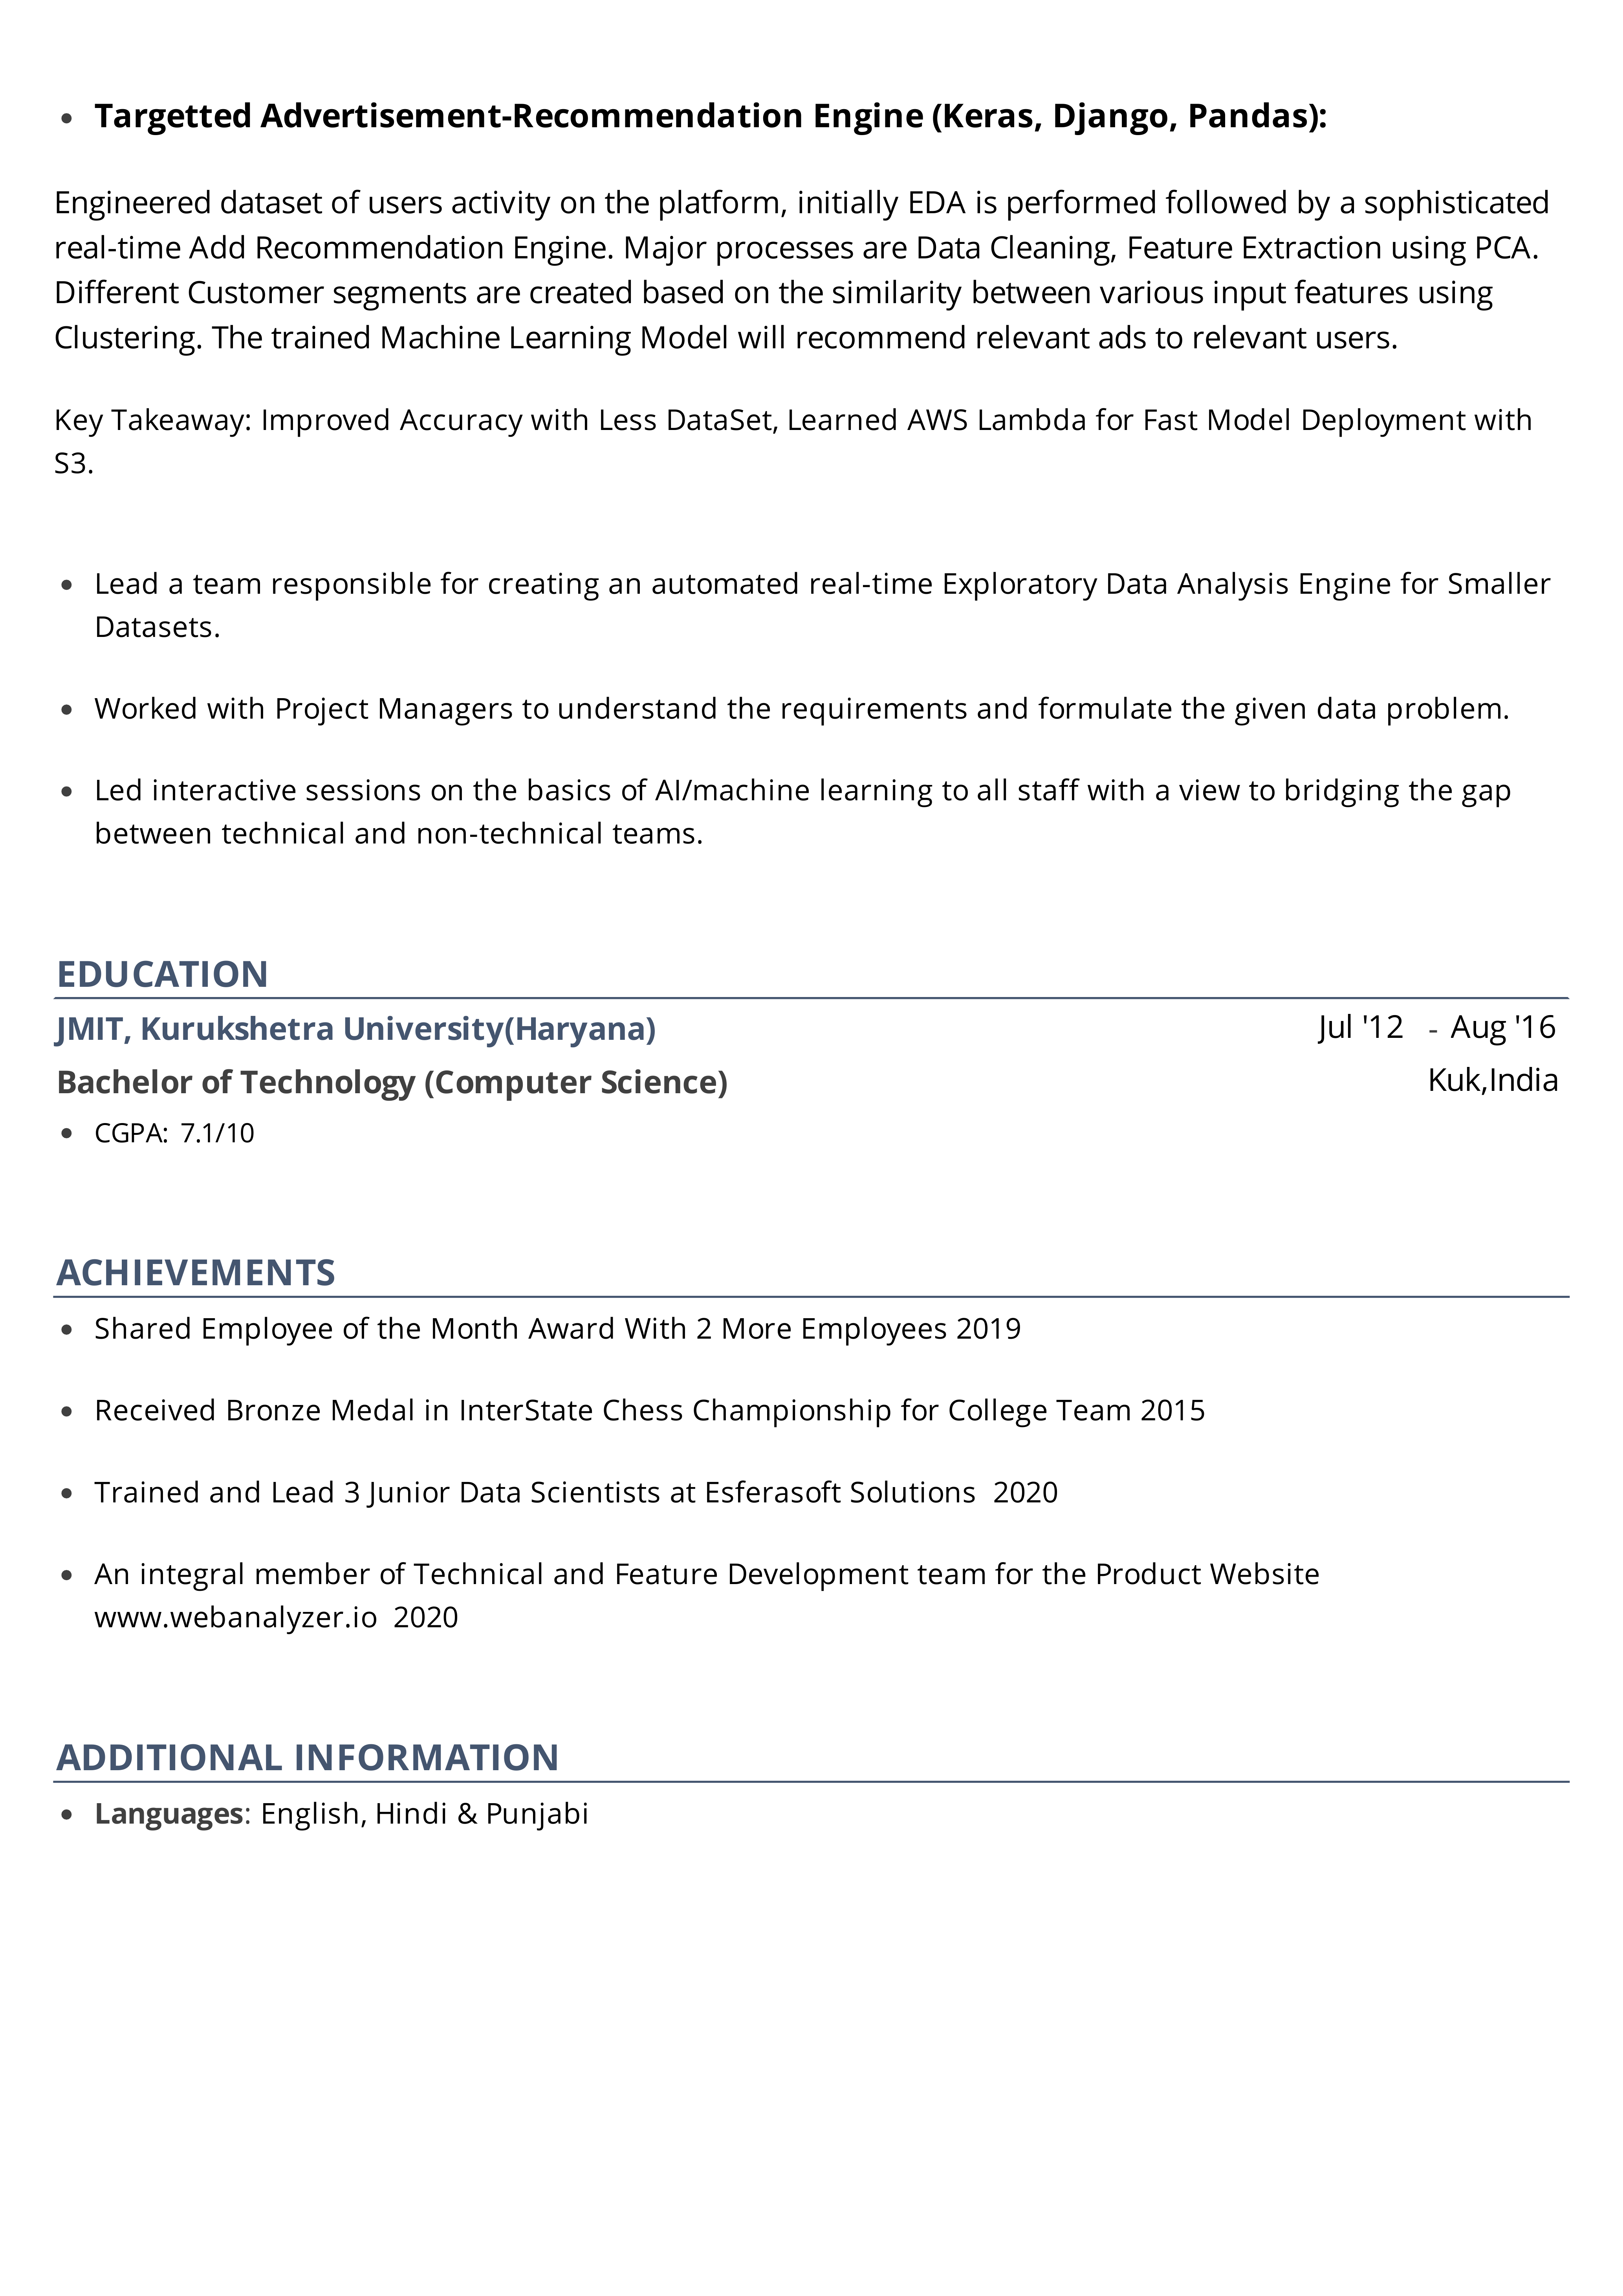 • Targetted Advertisement-Recommendation Engine (Keras, Django, Pandas):
Engineered dataset of users activity on the platform, initially EDA is performed followed by a sophisticated
real-time Add Recommendation Engine. Major processes are Data Cleaning, Feature Extraction using PCA.
Different Customer segments are created based on the similarity between various input features using
Clustering. The trained Machine Learning Model will recommend relevant ads to relevant users.
Key Takeaway: Improved Accuracy with Less DataSet, Learned AWS Lambda for Fast Model Deployment with
S3.
• Lead a team responsible for creating an automated real-time Exploratory Data Analysis Engine for Smaller
Datasets.
• Worked with Project Managers to understand the requirements and formulate the given data problem.
• Led interactive sessions on the basics of AI/machine learning to all staff with a view to bridging the gap
between technical and non-technical teams.
EDUCATION
JMIT, Kurukshetra University(Haryana) Jul '12 - Aug '16
Bachelor of Technology (Computer Science) Kuk,India
• CGPA: 7.1/10
ACHIEVEMENTS
• Shared Employee of the Month Award With 2 More Employees 2019
• Received Bronze Medal in InterState Chess Championship for College Team 2015
• Trained and Lead 3 Junior Data Scientists at Esferasoft Solutions 2020
• An integral member of Technical and Feature Development team for the Product Website
www.webanalyzer.io 2020
ADDITIONAL INFORMATION
• Languages: English, Hindi & Punjabi